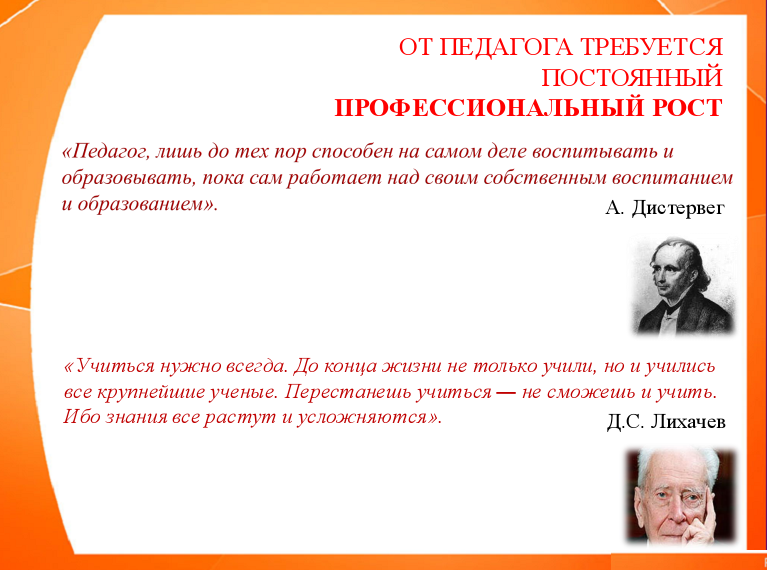 ОТ ПЕДАГОГА ТРЕБУЕТСЯ
ПОСТОЯННЫЙ
ПРОФЕССИОНАЛЬНЫЙ РОСТ
«Педагог, лишь до тех пор способен на самом деле воспитывать и
образовывать, пока сам работает над своим собственным воспитанием
и образованием».
А. Дистервег
«Учиться нужно всегда. До конца жизни не только учили, но и учились
все крупнейшие ученые. Перестанешь учиться — не сможешь и учить.
Ибо знания все растут и усложняются».
Д.С. Лихачев